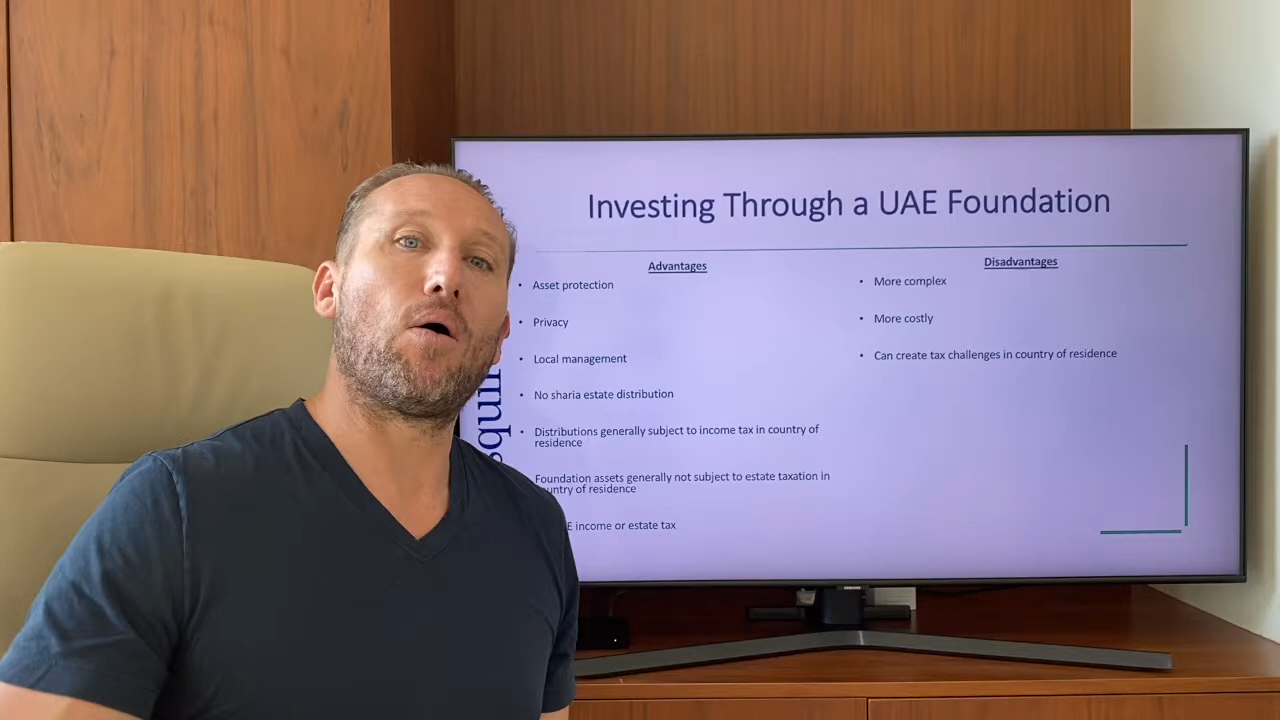 Investing Through a UAE Foundation
Advantages
• Asset protection
• Privacy
• Local management
• No sharia estate distribution
• Distributions generally subject to income tax in country of
residence
Foundation assets generally not subject to estate taxation in
residence
income or estate tax
Disadvantages
• More complex
• More costly
• Can create tax challenges in country of residence
SAMSUNG